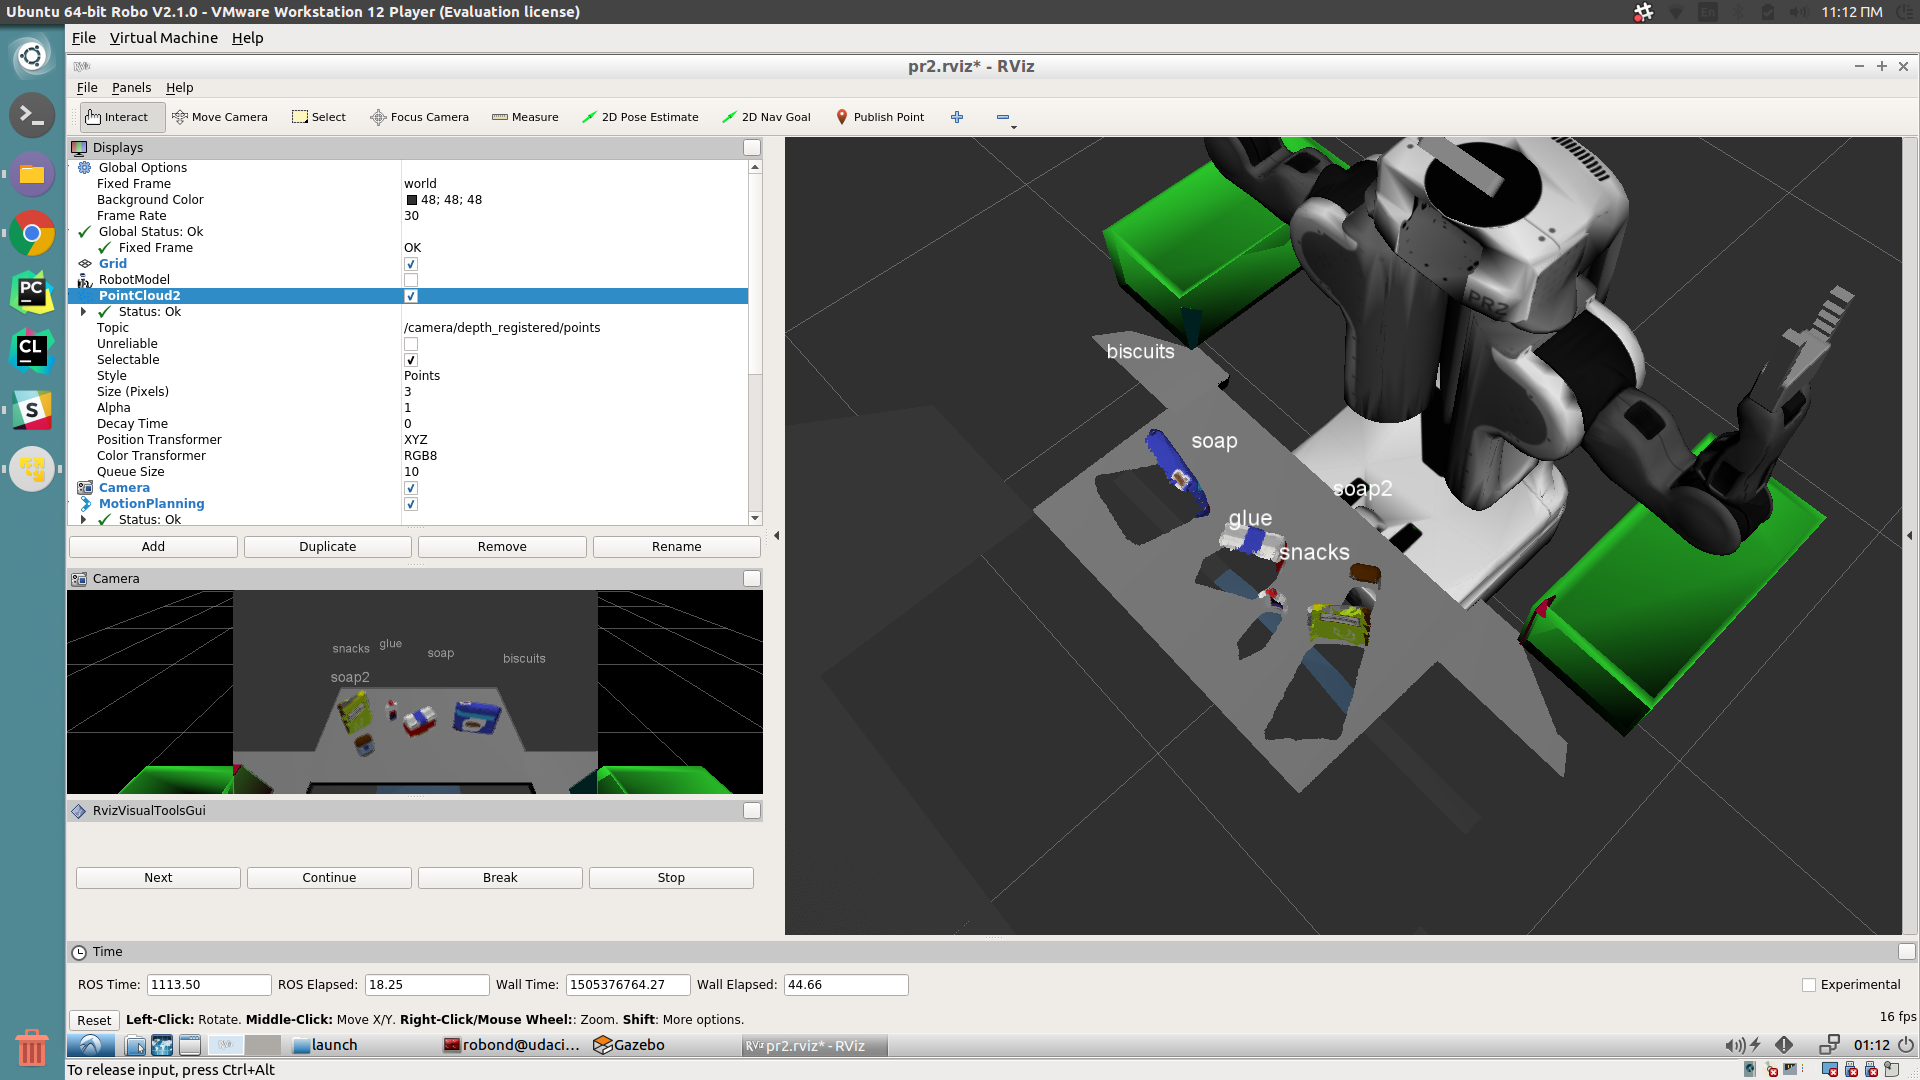 Ubuntu 64-bit Robo V2.1.0 - VMware Workstation 12 Player (Evaluation license)
En
11:12 ПМ
File Virtual Machine Help
RViz
pr2.rviz* - RViz
File Panels Help
Interact Move Camera Select Focus Camera Measure 2D Pose Estimate 2D Nav Goal Publish Point
Displays
Global Options
Fixed Frame world
Background Color 48; 48; 48
Frame Rate 30
Global Status: Ok
Fixed Frame OK
Grid
RobotModel
PointCloud2
Status: Ok
Topic /camera/depth_registered/points
Unreliable
Selectable
Style Points
Size (Pixels) 3
Alpha 1
Decay Time 0
Position Transformer XYZ
Color Transformer RGB8
Queue Size 10
Camera
MotionPlanning
Status: Ok
Add Duplicate Remove Rename
Camera
snacks glue soap biscuits
soap2
RvizVisualToolsGui
Next Continue Break Stop
PR2
biscuits
soap
soap2
glue
snacks
PC
CL
S
Time
ROS Time: 1113.50 ROS Elapsed: 18.25 Wall Time: 1505376764.27 Wall Elapsed: 44.66 Experimental
Reset Left-Click: Rotate. Middle-Click: Move X/Y. Right-Click/Mouse Wheel:: Zoom. Shift: More options.
16 fps
launch robond@udaci... Gazebo RViz pr2.rviz* - RViz 01:12
To release input, press Ctrl+Alt